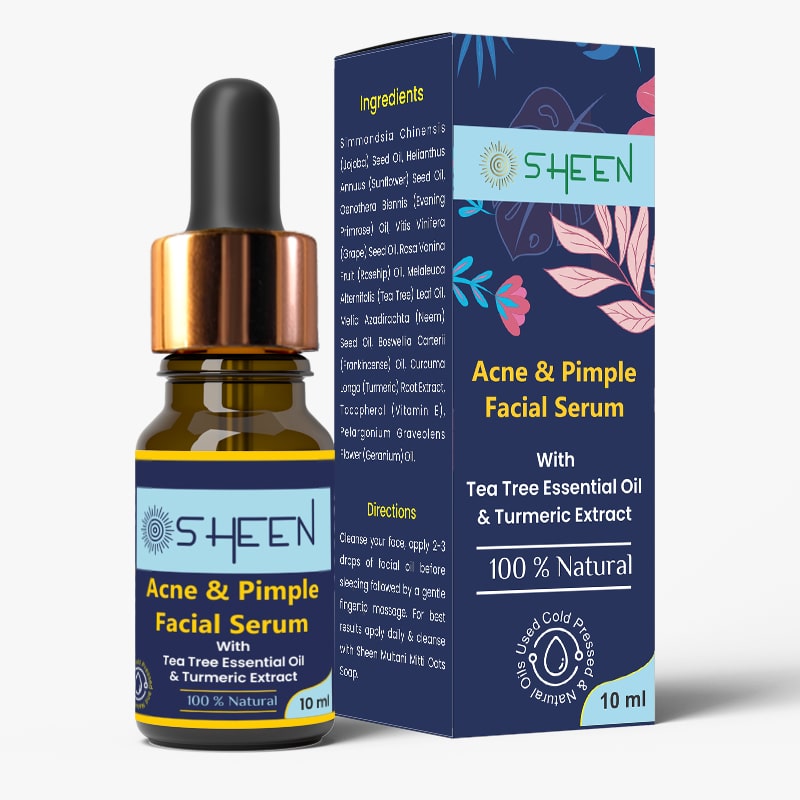 SHEEN
Acne & Pimple
Facial Serum
With
Tea Tree Essential Oil
& Turmeric Extract
100 % Natural
10 ml
Ingredients
Simmandsia Chinensis
(Jojoba) Seed Oil, Helianthus
Annuus (Sunflower) Seed Oil,
Oenothera Biennis (Evening
Primrose) Oil, Vitis Vinifera
(Grape) Seed Oil, Rosa Vanina
Fruit (Rosehip) Oil, Melaleuca
Alternifolis (Tea Tree) Leaf Oil,
Melia Azadirachta (Neem)
Seed Oil, Boswelia Carterii
(Frankincense) Oil, Curcuma
Longa (Turmeric) Root Extract,
Tocopherol (Vitamin E),
Pelargonium Graveolens
Flower (Geranium) Oil.
Directions
Cleanse your face, apply 2-3
drops of facial oil before
sleeping followed by a gentle
fingertip massage. For best
results apply daily & cleanse
with Sheen Multani Mitti Oats
Soap.
SHEEN
Acne & Pimple
Facial Serum
With
Tea Tree Essential Oil
& Turmeric Extract
100 % Natural
Used Cold Pressed & Natural Oils
10 ml